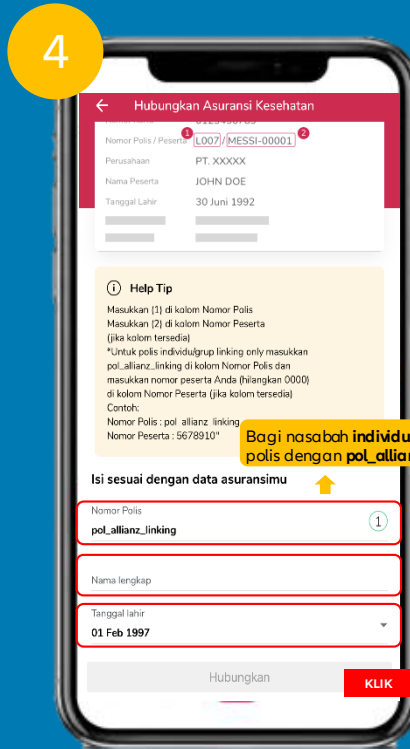 4
Hubungkan Asuransi Kesehatan
Nomor Polis / Peserta 1 L007 / MESSI-00001 2
Perusahaan PT. XXXXX
Nama Peserta JOHN DOE
Tanggal Lahir 30 Juni 1992
Help Tip
Masukkan (1) di kolom Nomor Polis
Masukkan (2) di kolom Nomor Peserta
(jika kolom tersedia)
*Untuk polis individu/grup linking only masukkan
pol_allianz_linking di kolom Nomor Polis dan
masukkan nomor peserta Anda (hilangkan 0000)
di kolom Nomor Peserta (jika kolom tersedia)
Contoh:
Nomor Polis : pol_allianz_linking
Nomor Peserta : 5678910"
Bagi nasabah individu
polis dengan pol_allian
Isi sesuai dengan data asuransimu
Nomor Polis
pol_allianz_linking 1
Nama lengkap
Tanggal lahir
01 Feb 1997
Hubungkan
KLIK